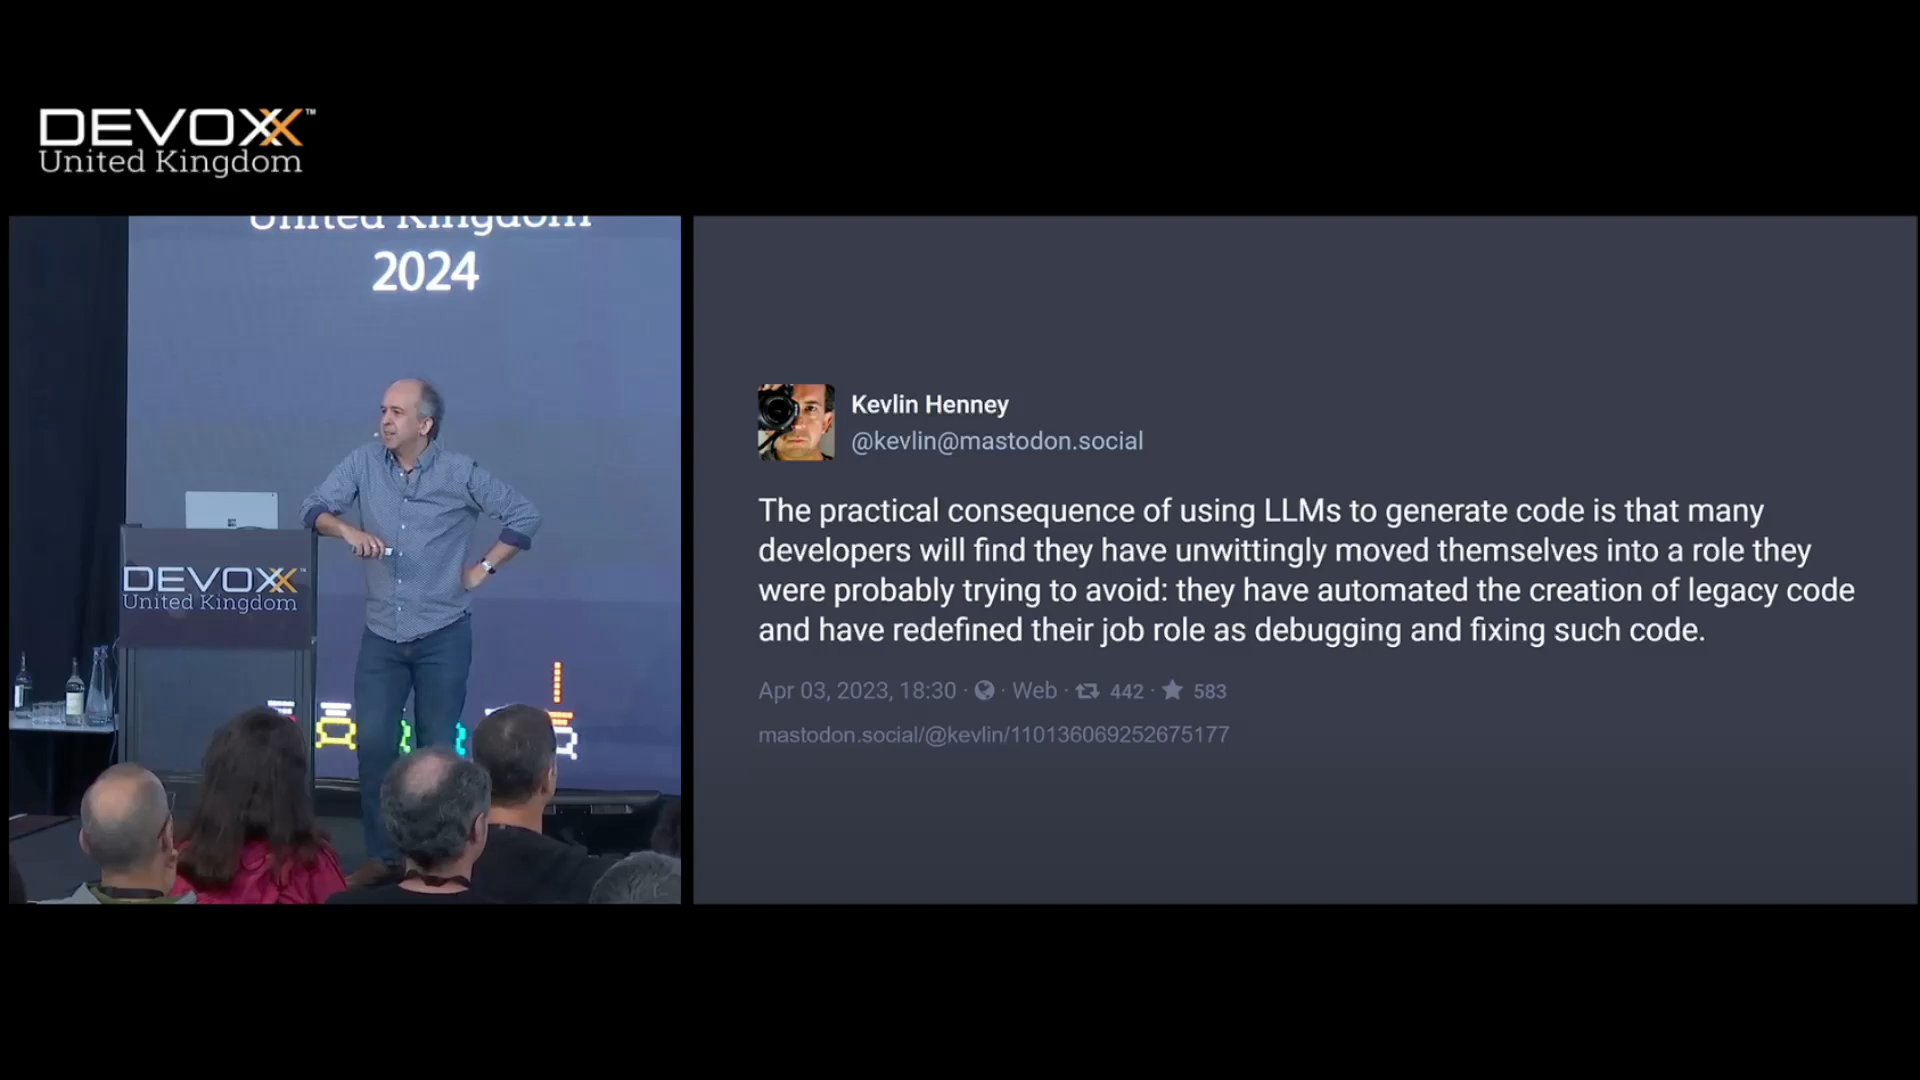 DEVOXX™
United Kingdom
United Kingdom
2024
DEVOXX™
United Kingdom
Kevlin Henney
@kevlin@mastodon.social
The practical consequence of using LLMs to generate code is that many
developers will find they have unwittingly moved themselves into a role they
were probably trying to avoid: they have automated the creation of legacy code
and have redefined their job role as debugging and fixing such code.
Apr 03, 2023, 18:30 · Web · 442 · 583
mastodon.social/@kevlin/110136069252675177